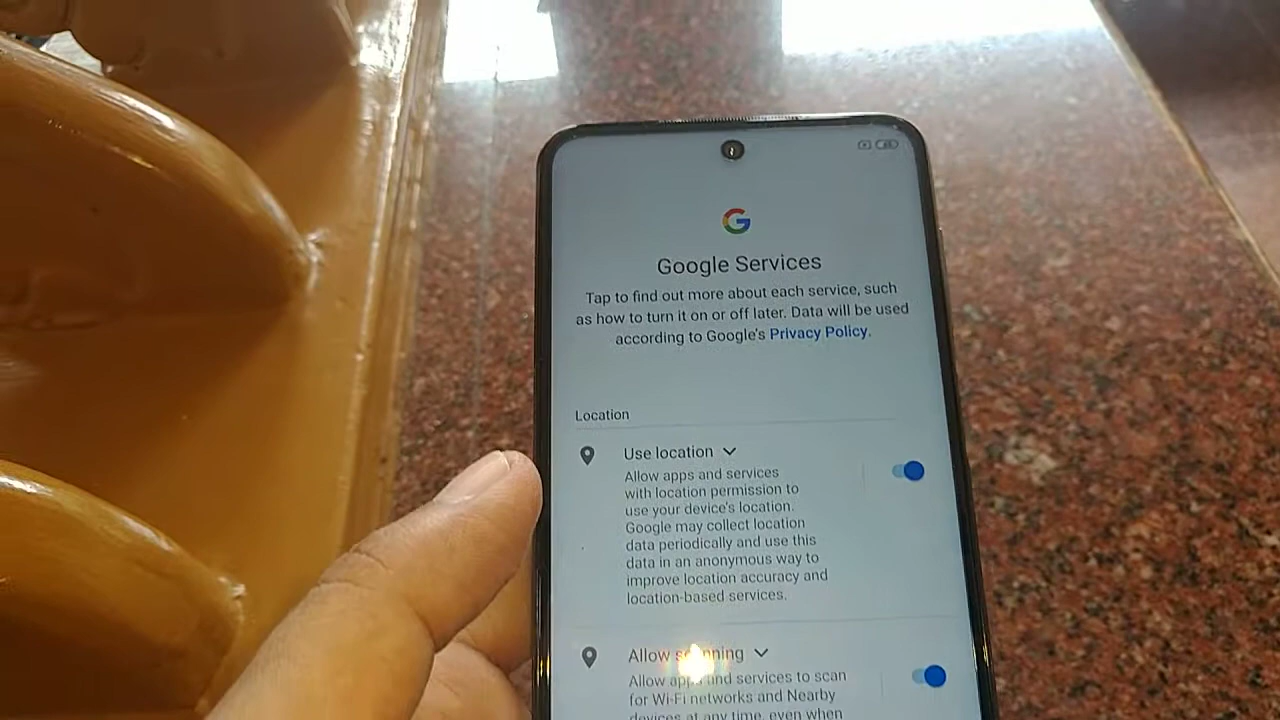 Google Services
Tap to find out more about each service, such
as how to turn it on or off later. Data will be used
according to Google's Privacy Policy.
Location
Use location
Allow apps and services
with location permission to
use your device's location.
Google may collect location
data periodically and use this
data in an anonymous way to
improve location accuracy and
location-based services.
Allow scanning
Allow apps and services to scan
for Wi-Fi networks and Nearby
devices at any time, even when